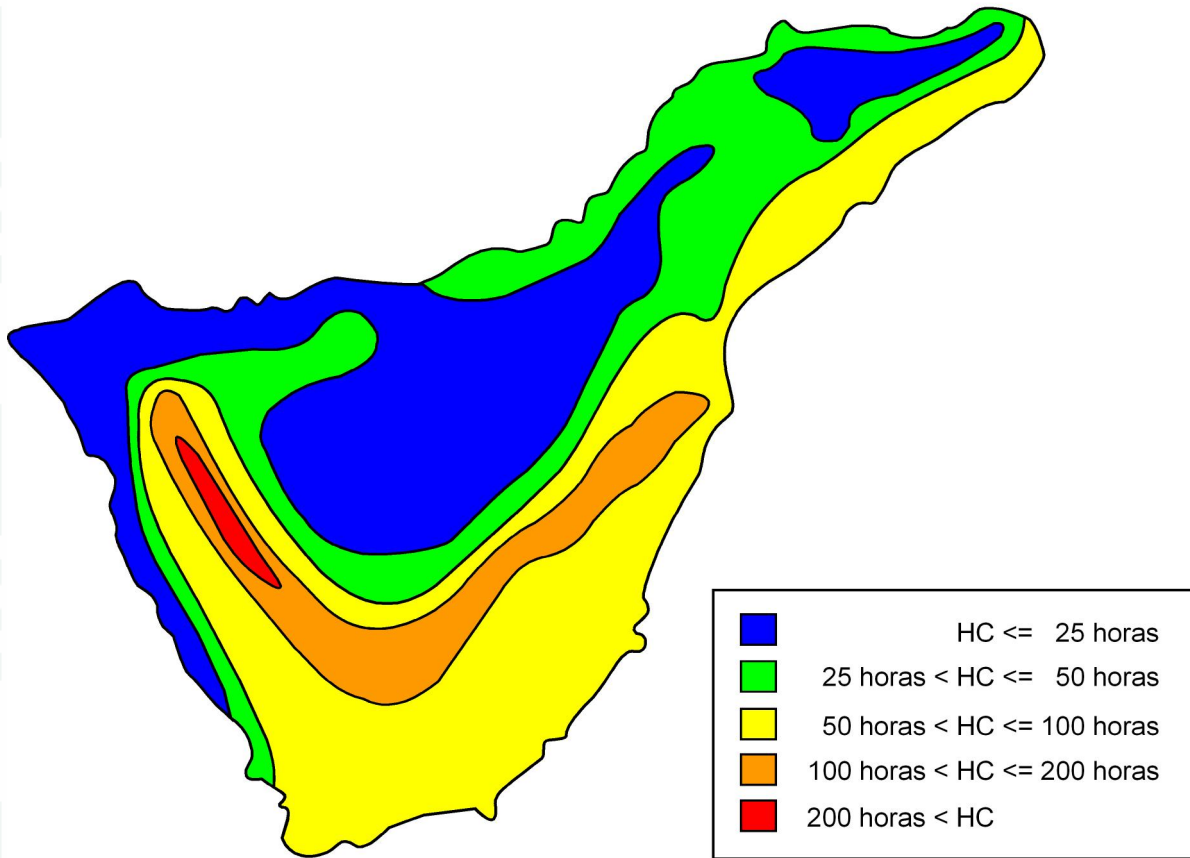 HC <= 25 horas
25 horas < HC <= 50 horas
50 horas < HC <= 100 horas
100 horas < HC <= 200 horas
200 horas < HC